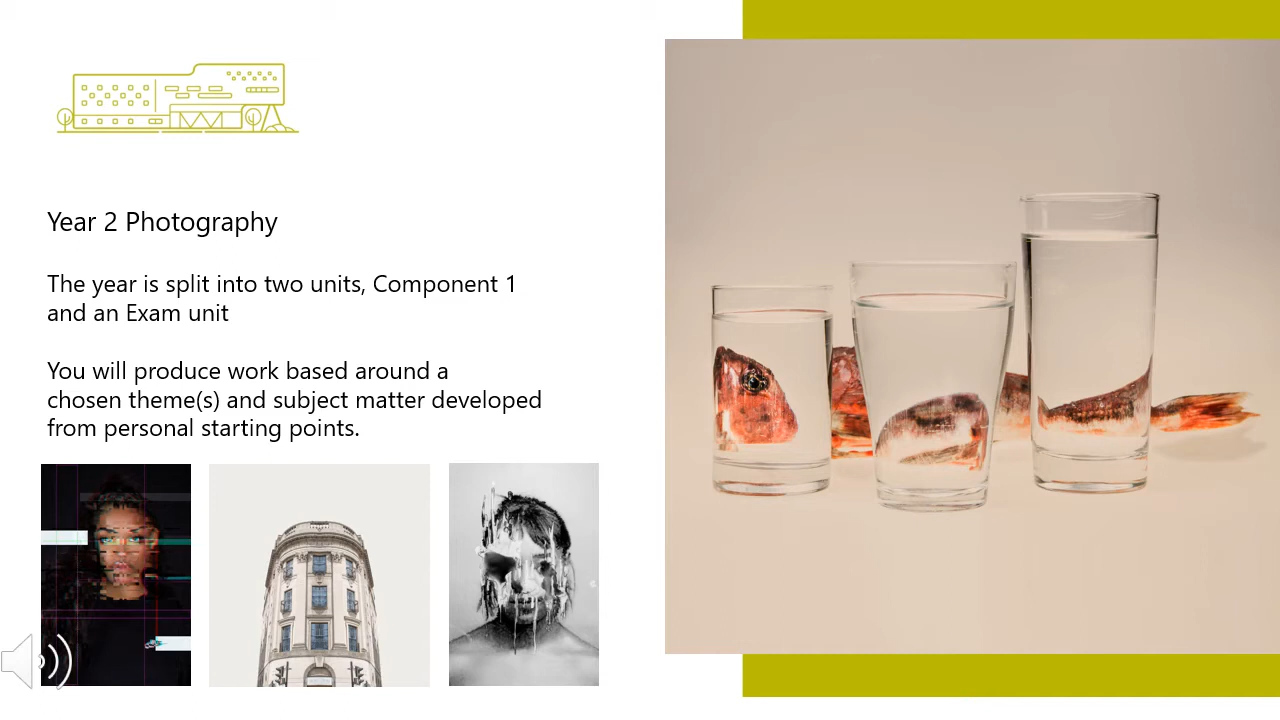 Year 2 Photography
The year is split into two units, Component 1
and an Exam unit
You will produce work based around a
chosen theme(s) and subject matter developed
from personal starting points.